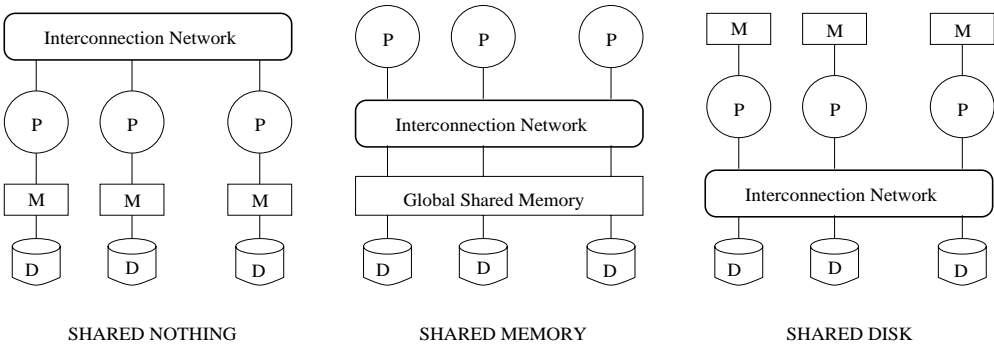 Interconnection Network
P P P
M M M
D D D
SHARED NOTHING
P P P
Interconnection Network
Global Shared Memory
D D D
SHARED MEMORY
M M M
P P P
Interconnection Network
D D D
SHARED DISK